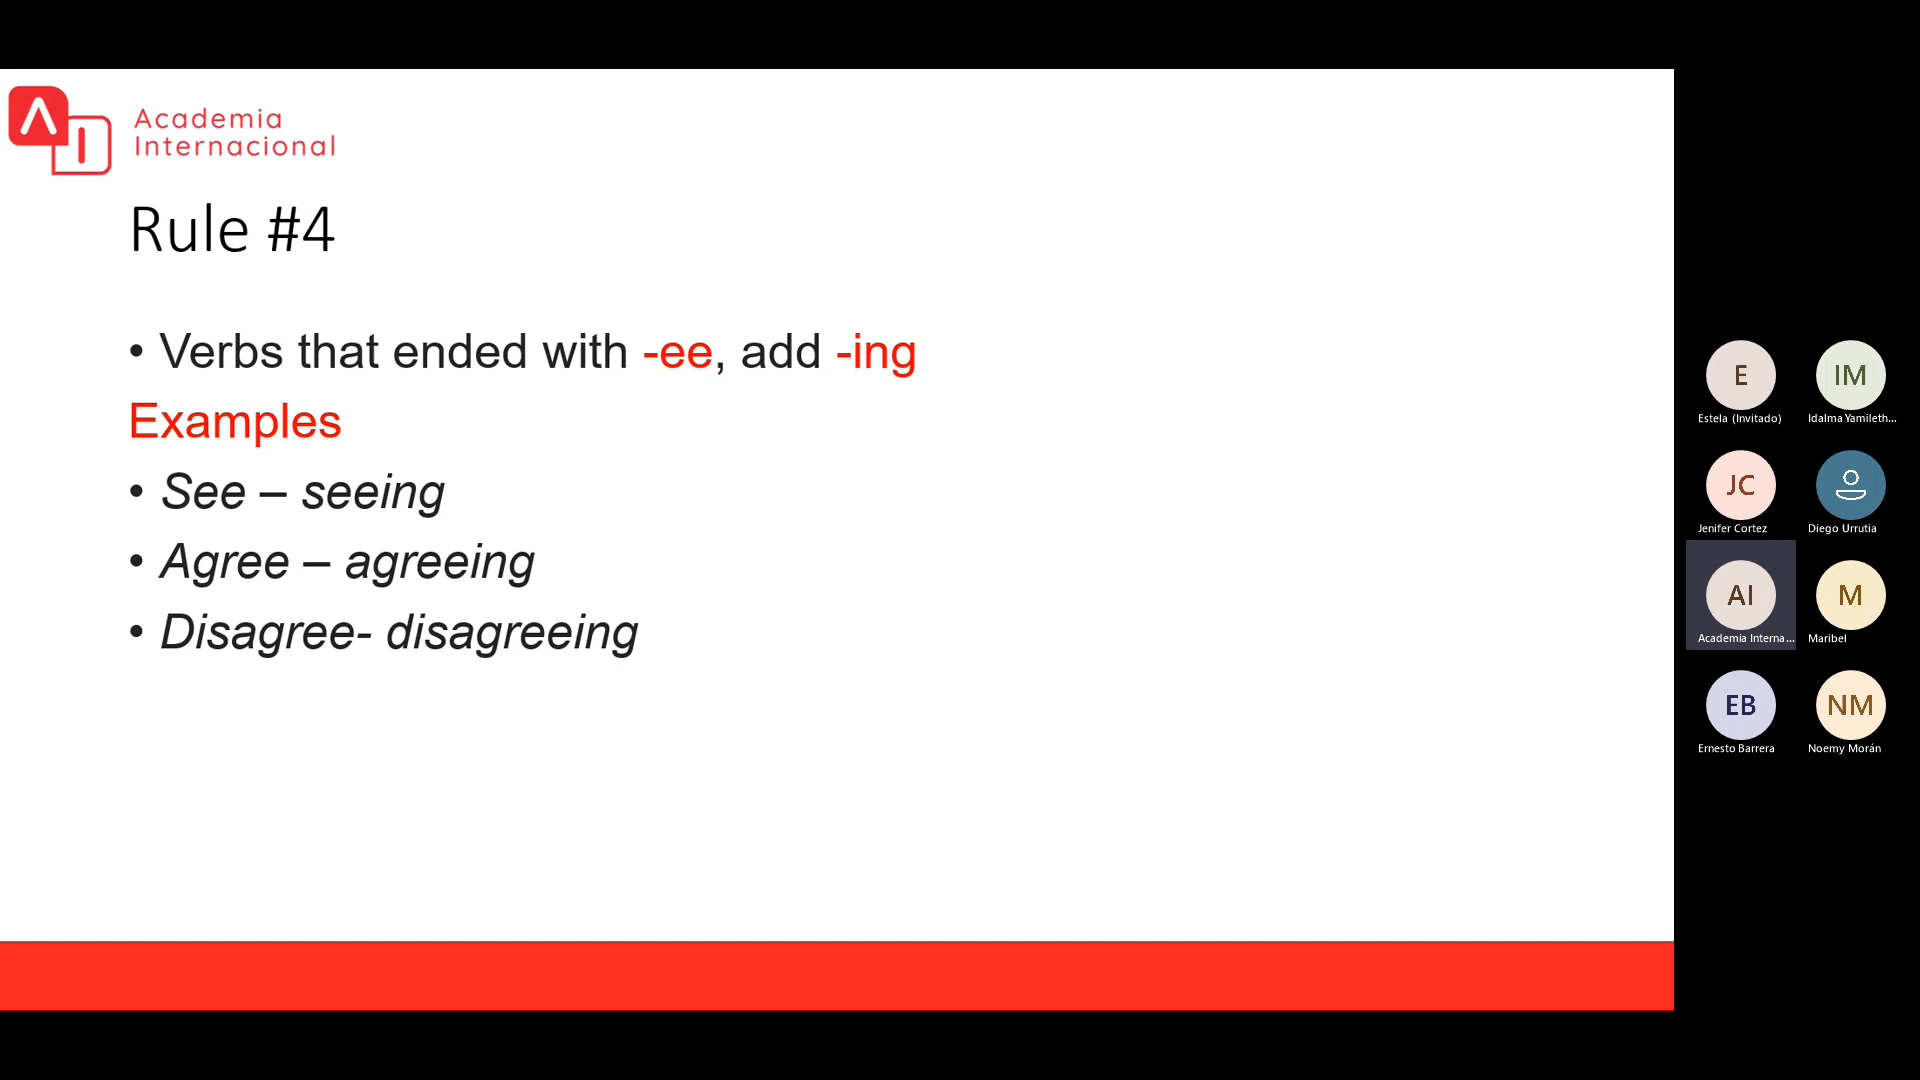 Academia
Internacional
Rule #4
• Verbs that ended with -ee, add -ing
Examples
• See – seeing
• Agree – agreeing
• Disagree- disagreeing
E
IM
Estela (Invitado)
Idalma Yamileth...
JC
Jenifer Cortez
Diego Urrutia
AI
M
Academia Interna...
Maribel
EB
NM
Ernesto Barrera
Noemy Morán